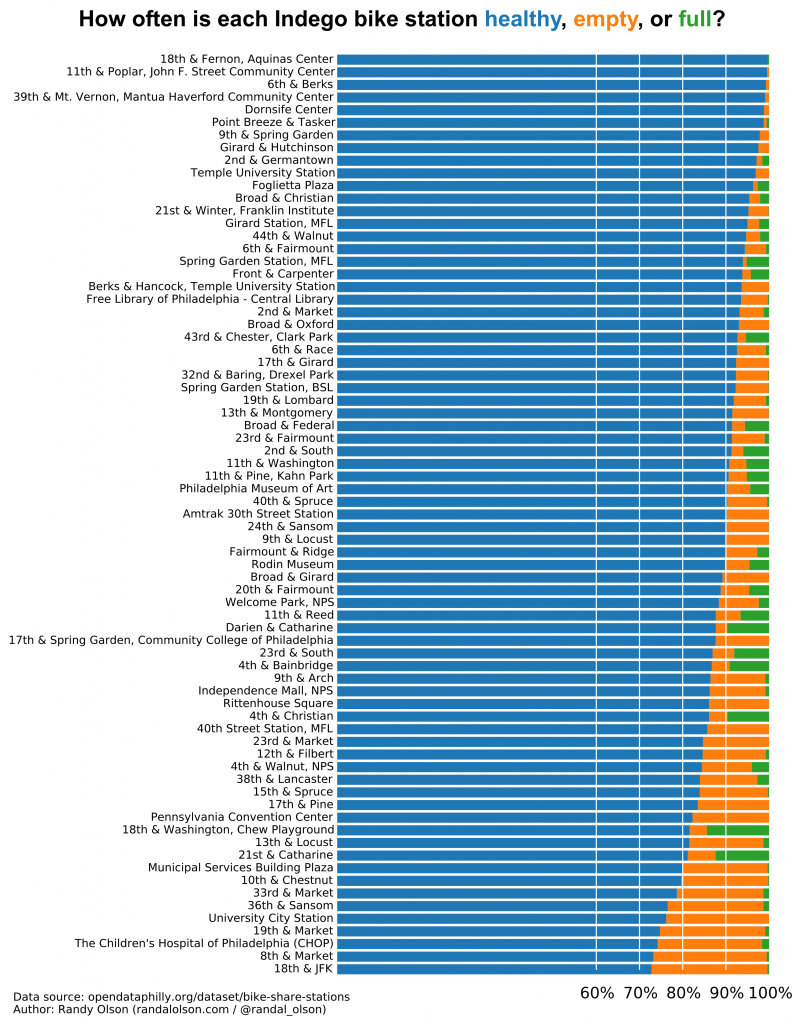 How often is each Indego bike station healthy, empty, or full?
18th & Fernon, Aquinas Center
11th & Poplar, John F. Street Community Center
6th & Berks
39th & Mt. Vernon, Mantua Haverford Community Center
Dornsife Center
Point Breeze & Tasker
9th & Spring Garden
Girard & Hutchinson
2nd & Germantown
Temple University Station
Foglietta Plaza
Broad & Christian
21st & Winter, Franklin Institute
Girard Station, MFL
44th & Walnut
6th & Fairmount
Spring Garden Station, MFL
Front & Carpenter
Berks & Hancock, Temple University Station
Free Library of Philadelphia - Central Library
2nd & Market
Broad & Oxford
43rd & Chester, Clark Park
6th & Race
17th & Girard
32nd & Baring, Drexel Park
Spring Garden Station, BSL
19th & Lombard
13th & Montgomery
Broad & Federal
23rd & Fairmount
2nd & South
11th & Washington
11th & Pine, Kahn Park
Philadelphia Museum of Art
40th & Spruce
Amtrak 30th Street Station
24th & Sansom
9th & Locust
Fairmount & Ridge
Rodin Museum
Broad & Girard
20th & Fairmount
Welcome Park, NPS
11th & Reed
Darien & Catharine
17th & Spring Garden, Community College of Philadelphia
23rd & South
4th & Bainbridge
9th & Arch
Independence Mall, NPS
Rittenhouse Square
4th & Christian
40th Street Station, MFL
23rd & Market
12th & Filbert
4th & Walnut, NPS
38th & Lancaster
15th & Spruce
17th & Pine
Pennsylvania Convention Center
18th & Washington, Chew Playground
13th & Locust
21st & Catharine
Municipal Services Building Plaza
10th & Chestnut
33rd & Market
36th & Sansom
University City Station
19th & Market
The Children's Hospital of Philadelphia (CHOP)
8th & Market
18th & JFK
60% 70% 80% 90% 100%
Data source: opendataphilly.org/dataset/bike-share-stations
Author: Randy Olson (randalolson.com / @randal_olson)